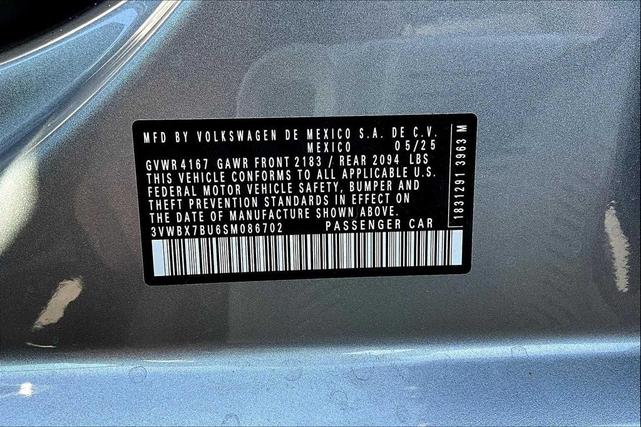 MFD BY VOLKSWAGEN DE MEXICO S.A. DE C.V.
MEXICO 05/25
GVWR 4167 GAWR FRONT 2183 / REAR 2094 LBS
THIS VEHICLE CONFORMS TO ALL APPLICABLE U.S.
FEDERAL MOTOR VEHICLE SAFETY, BUMPER AND
THEFT PREVENTION STANDARDS IN EFFECT ON
THE DATE OF MANUFACTURE SHOWN ABOVE.
3VWBX7BU6SM086702 PASSENGER CAR
1831291 3963 M